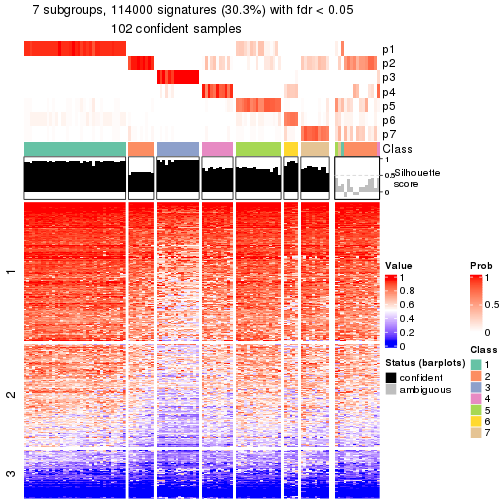 7 subgroups, 114000 signatures (30.3%) with fdr < 0.05
102 confident samples
p1
p2
p3
p4
p5
p6
p7
Class
1
0.5
0
Silhouette
score
1
2
3
Value
1
0.8
0.6
0.4
0.2
0
Status (barplots)
confident
ambiguous
Prob
1
0.5
0
Class
1
2
3
4
5
6
7